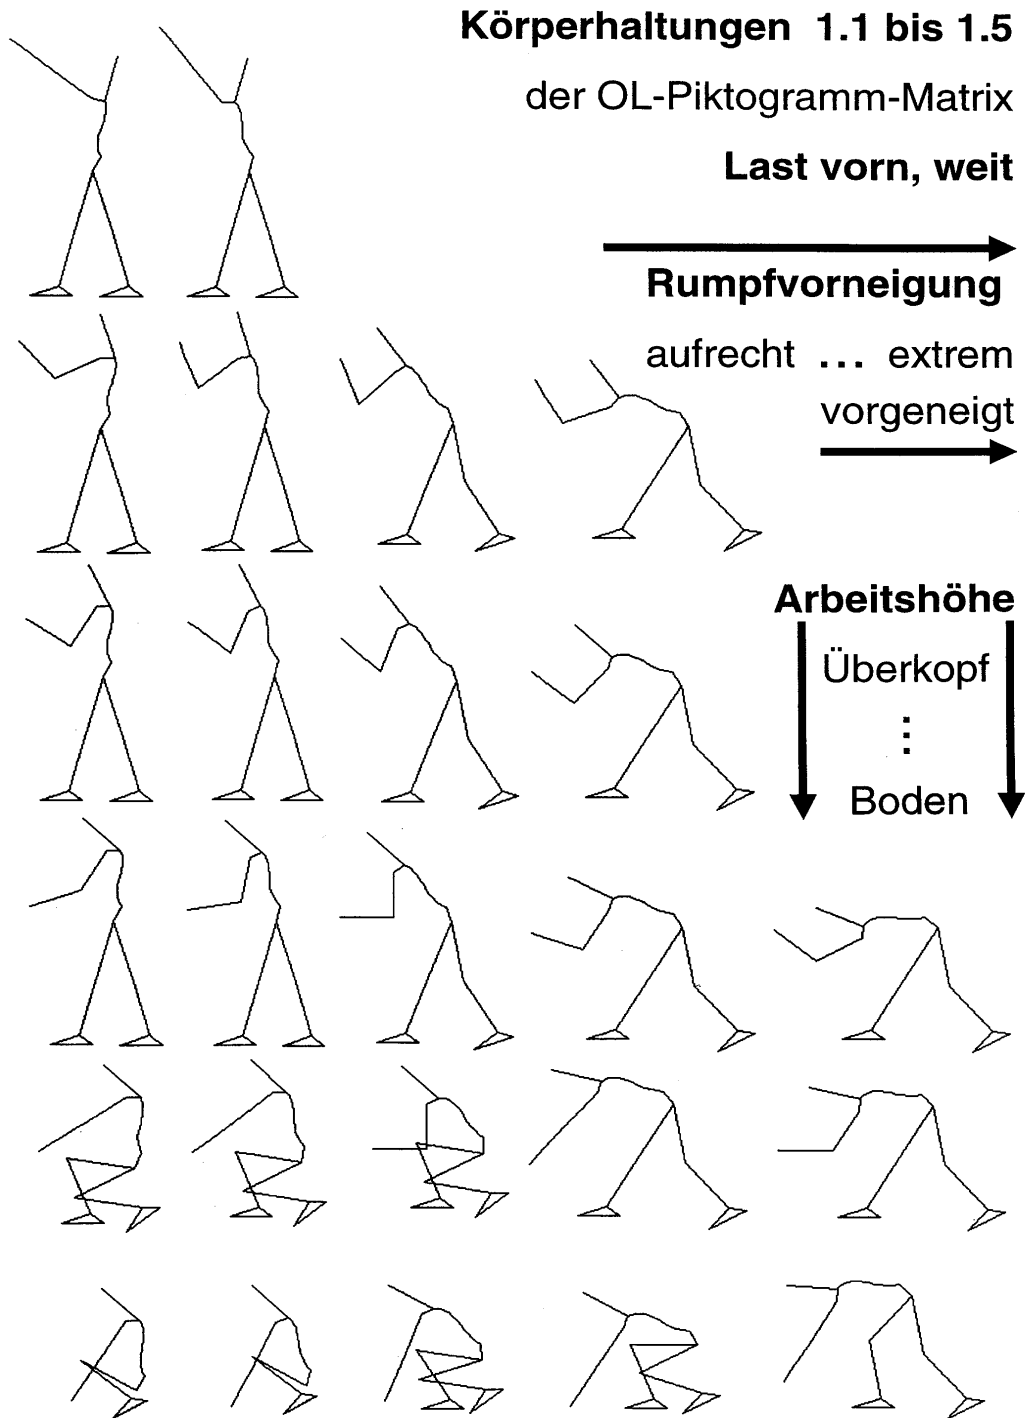 Körperhaltungen 1.1 bis 1.5
der OL-Piktogramm-Matrix
Last vorn, weit
Rumpfvorneigung
aufrecht ... extrem
vorgeneigt
Arbeitshöhe
Überkopf
⋮
Boden